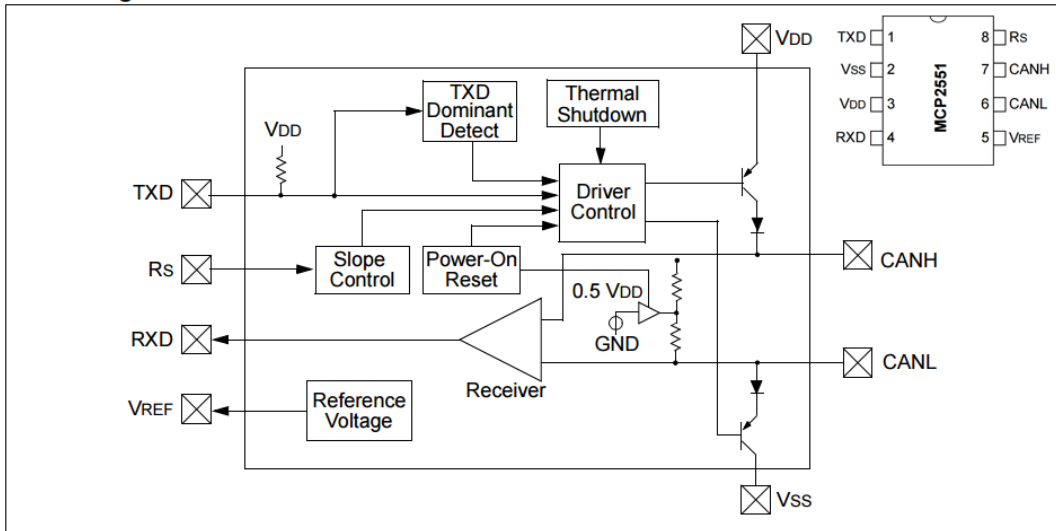 VDD
TXD 1
8 RS
VSS 2
7 CANH
VDD 3
6 CANL
RXD 4
5 VREF
MCP2551
TXD
Dominant
Detect
Thermal
Shutdown
VDD
TXD
Driver
Control
RS
Slope
Control
Power-On
Reset
CANH
0.5 VDD
GND
RXD
Receiver
CANL
VREF
Reference
Voltage
VSS